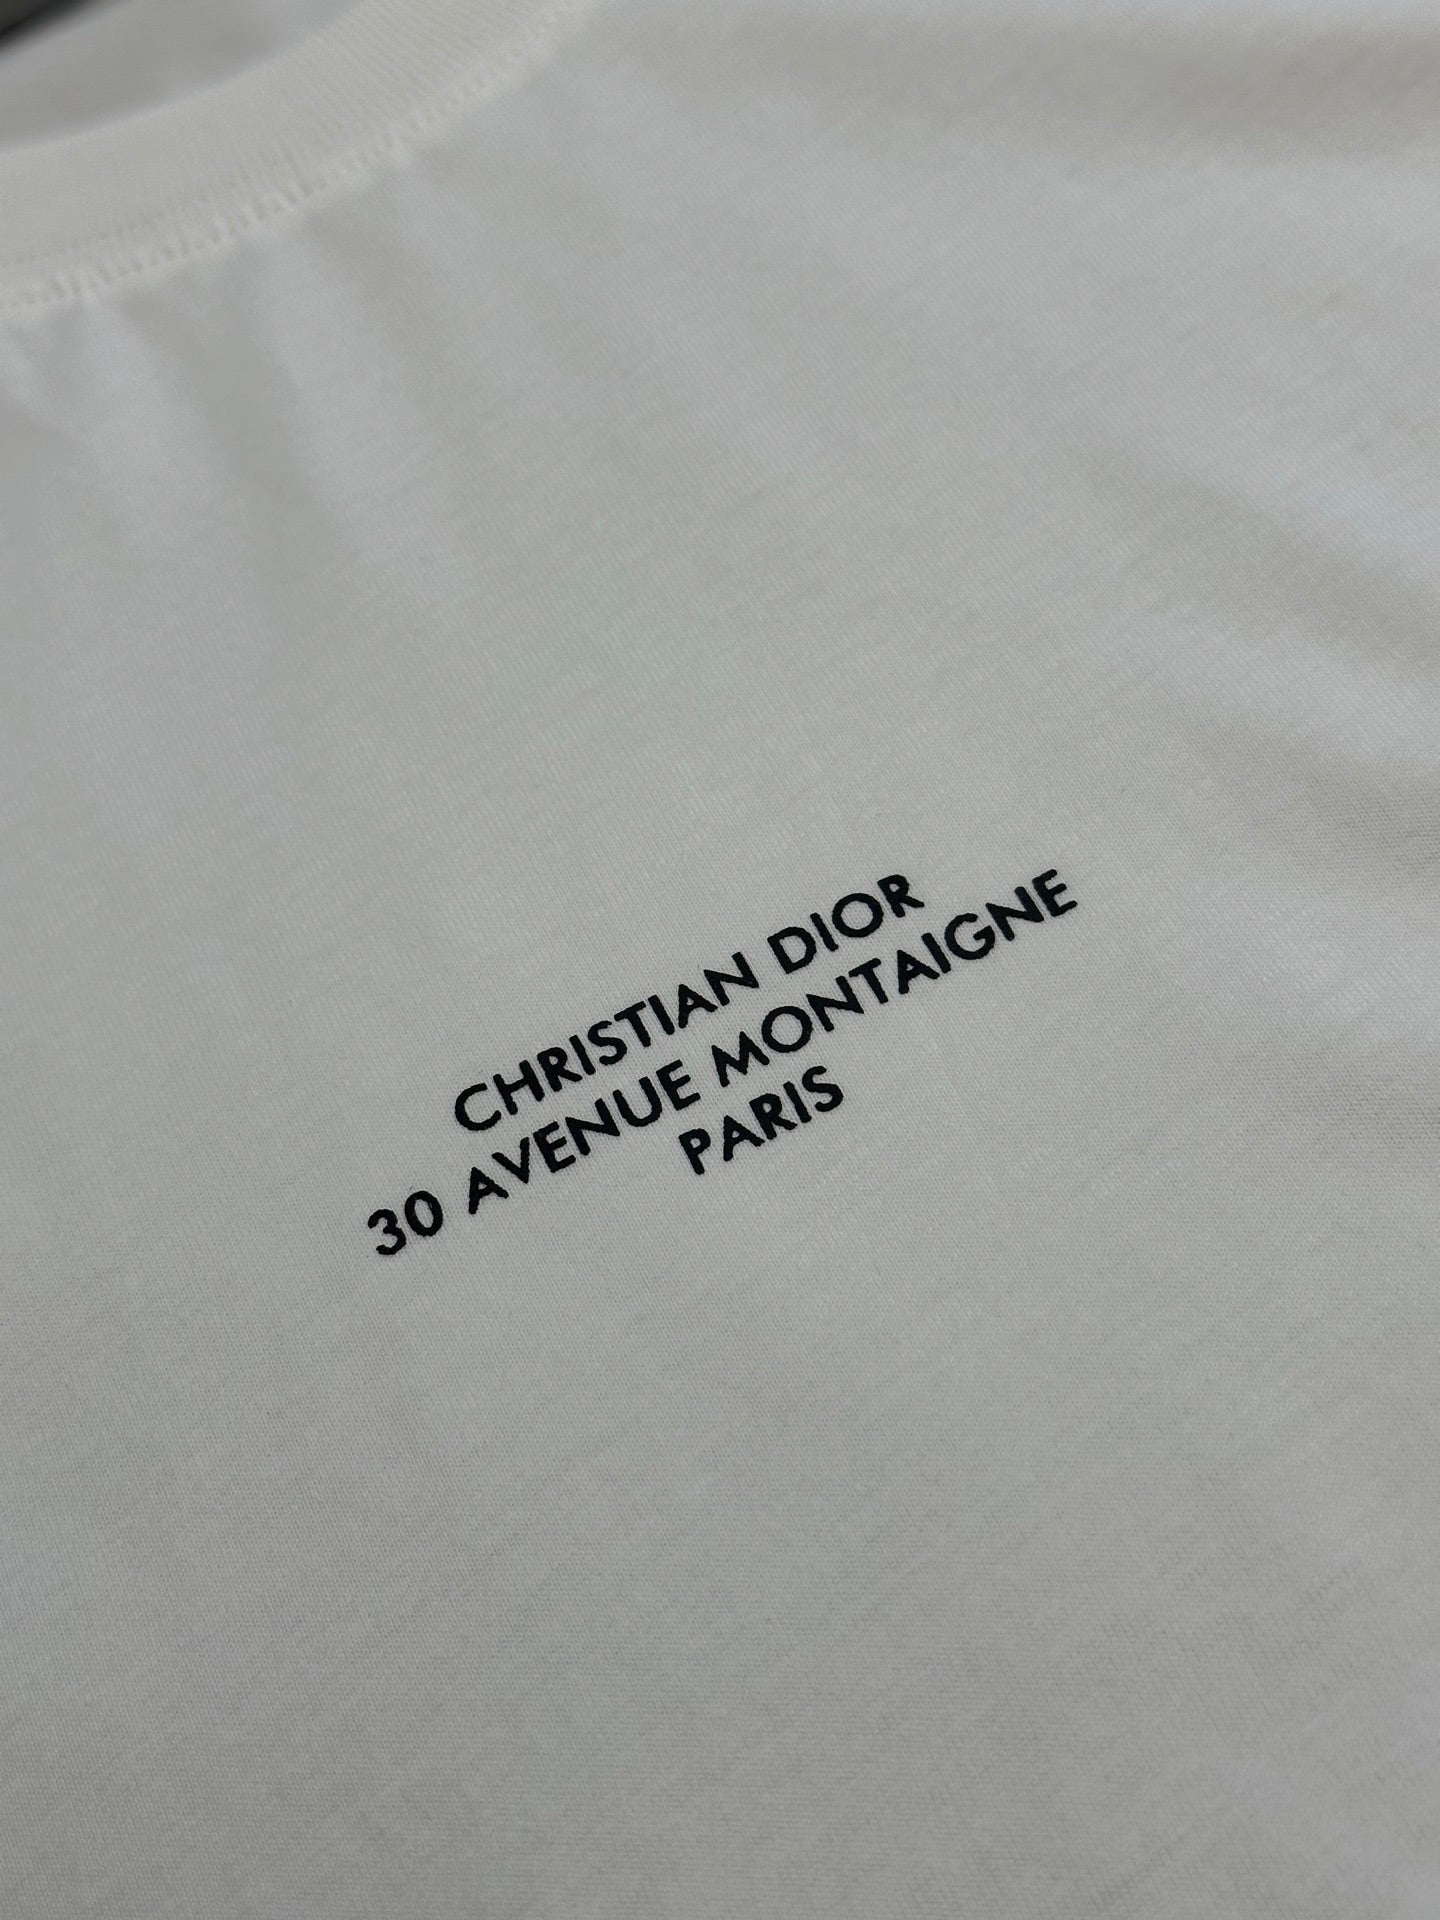 CHRISTIAN DIOR
30 AVENUE MONTAIGNE
PARIS